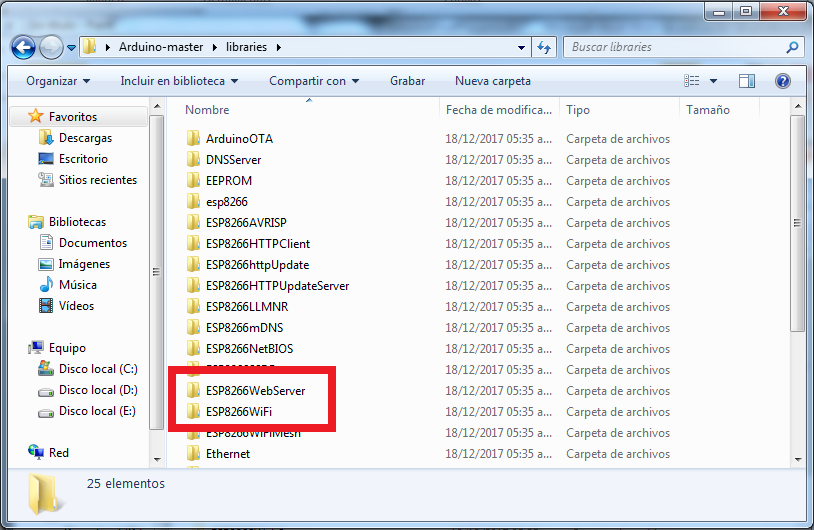 Arduino-master
libraries
Buscar libraries
Organizar
Incluir en biblioteca
Compartir con
Grabar
Nueva carpeta
Favoritos
Descargas
Escritorio
Sitios recientes
Bibliotecas
Documentos
Imágenes
Música
Vídeos
Equipo
Disco local (C:)
Disco local (D:)
Disco local (E:)
Red
Nombre Fecha de modifica... Tipo Tamaño
ArduinoOTA 18/12/2017 05:35 a... Carpeta de archivos
DNSServer 18/12/2017 05:35 a... Carpeta de archivos
EEPROM 18/12/2017 05:35 a... Carpeta de archivos
esp8266 18/12/2017 05:35 a... Carpeta de archivos
ESP8266AVRISP 18/12/2017 05:35 a... Carpeta de archivos
ESP8266HTTPClient 18/12/2017 05:35 a... Carpeta de archivos
ESP8266httpUpdate 18/12/2017 05:35 a... Carpeta de archivos
ESP8266HTTPUpdateServer 18/12/2017 05:35 a... Carpeta de archivos
ESP8266LLMNR 18/12/2017 05:35 a... Carpeta de archivos
ESP8266mDNS 18/12/2017 05:35 a... Carpeta de archivos
ESP8266NetBIOS 18/12/2017 05:35 a... Carpeta de archivos
18/12/2017 05:35 a... Carpeta de archivos
ESP8266WebServer 18/12/2017 05:35 a... Carpeta de archivos
ESP8266WiFi 18/12/2017 05:35 a... Carpeta de archivos
ESP8266WiFiMesh 18/12/2017 05:35 a... Carpeta de archivos
Ethernet 18/12/2017 05:35 a... Carpeta de archivos
25 elementos